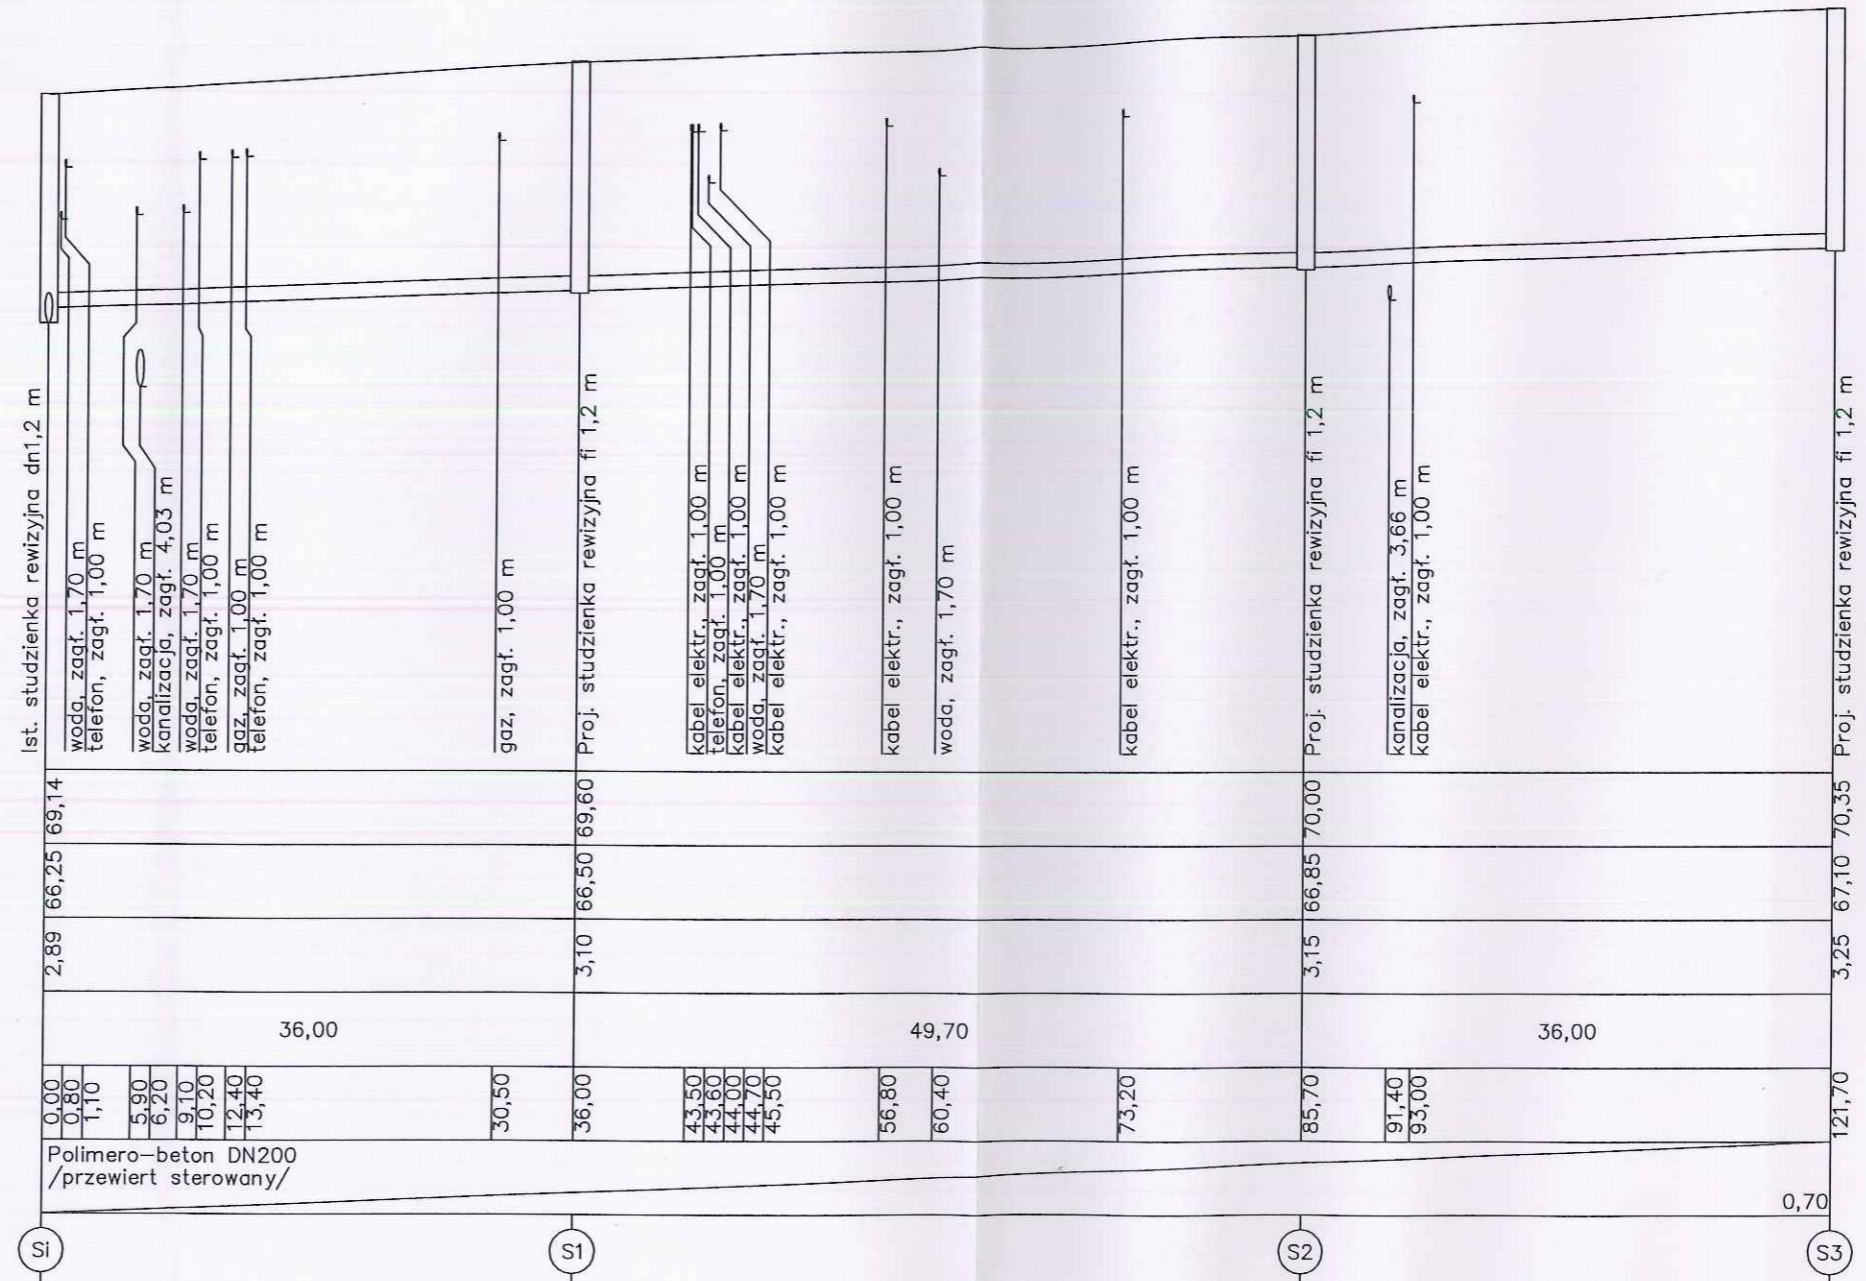 Ist. studzienka rewizyjna dn1,2 m
woda, zagł. 1,70 m
telefon, zagł. 1,00 m
woda, zagł. 1,70 m
kanalizacja, zagł. 4,03 m
woda, zagł. 1,70 m
telefon, zagł. 1,00 m
gaz, zagł. 1,00 m
telefon, zagł. 1,00 m
gaz, zagł. 1,00 m
Proj. studzienka rewizyjna fi 1,2 m
kabel elektr., zagł. 1,00 m
telefon, zagł. 1,00 m
kabel elektr., zagł. 1,00 m
woda, zagł. 1,70 m
kabel elektr., zagł. 1,00 m
kabel elektr., zagł. 1,00 m
woda, zagł. 1,70 m
kabel elektr., zagł. 1,00 m
Proj. studzienka rewizyjna fi 1,2 m
kanalizacja, zagł. 3,66 m
kabel elektr., zagł. 1,00 m
Proj. studzienka rewizyjna fi 1,2 m
69,14
69,60
70,00
70,35
66,25
66,50
66,85
67,10
2,89
3,10
3,15
3,25
36,00
49,70
36,00
0,00
0,80
1,10
5,90
6,20
9,10
10,20
12,40
13,40
30,50
36,00
43,50
43,60
44,00
44,70
45,50
56,80
60,40
73,20
85,70
91,40
93,00
121,70
Polimero-beton DN200
/przewiert sterowany/
0,70
Si
S1
S2
S3